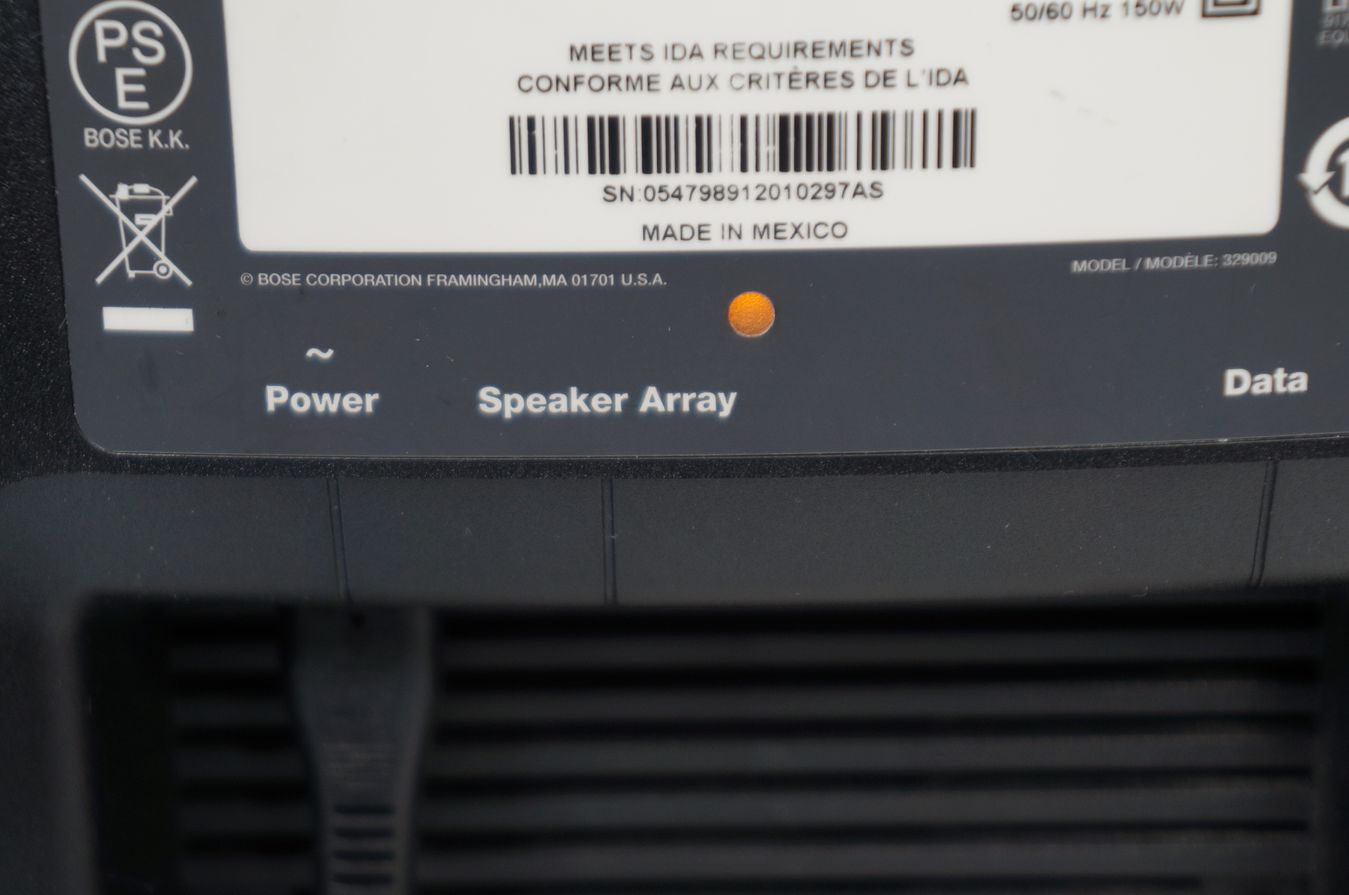 50/60 Hz 150W
PS
E
BOSE K.K.
MEETS IDA REQUIREMENTS
CONFORME AUX CRITÈRES DE L'IDA
SN:054798912010297AS
MADE IN MEXICO
© BOSE CORPORATION FRAMINGHAM,MA 01701 U.S.A.
MODEL / MODÈLE: 329009
~
Power
Speaker Array
Data